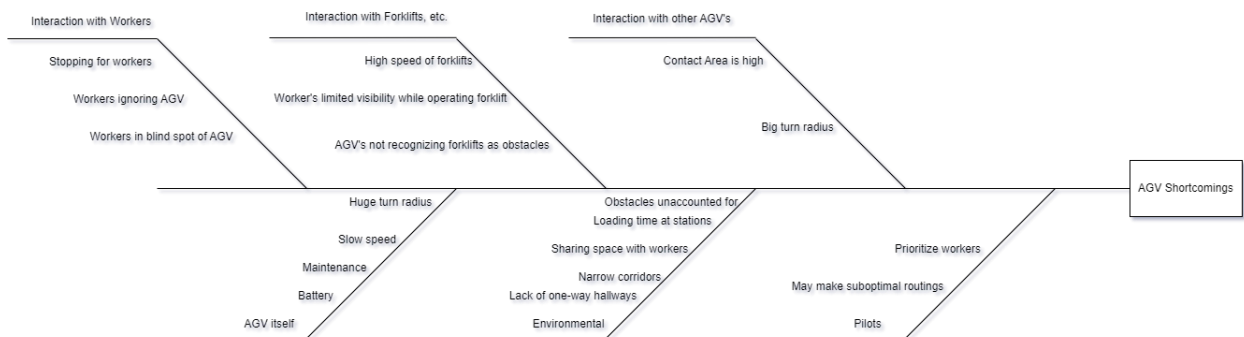 Interaction with Workers
Stopping for workers
Workers ignoring AGV
Workers in blind spot of AGV
Interaction with Forklifts, etc.
High speed of forklifts
Worker's limited visibility while operating forklift
AGV's not recognizing forklifts as obstacles
Interaction with other AGV's
Contact Area is high
Big turn radius
AGV Shortcomings
Huge turn radius
Slow speed
Maintenance
Battery
AGV itself
Obstacles unaccounted for
Loading time at stations
Sharing space with workers
Narrow corridors
Lack of one-way hallways
Environmental
Prioritize workers
May make suboptimal routings
Pilots